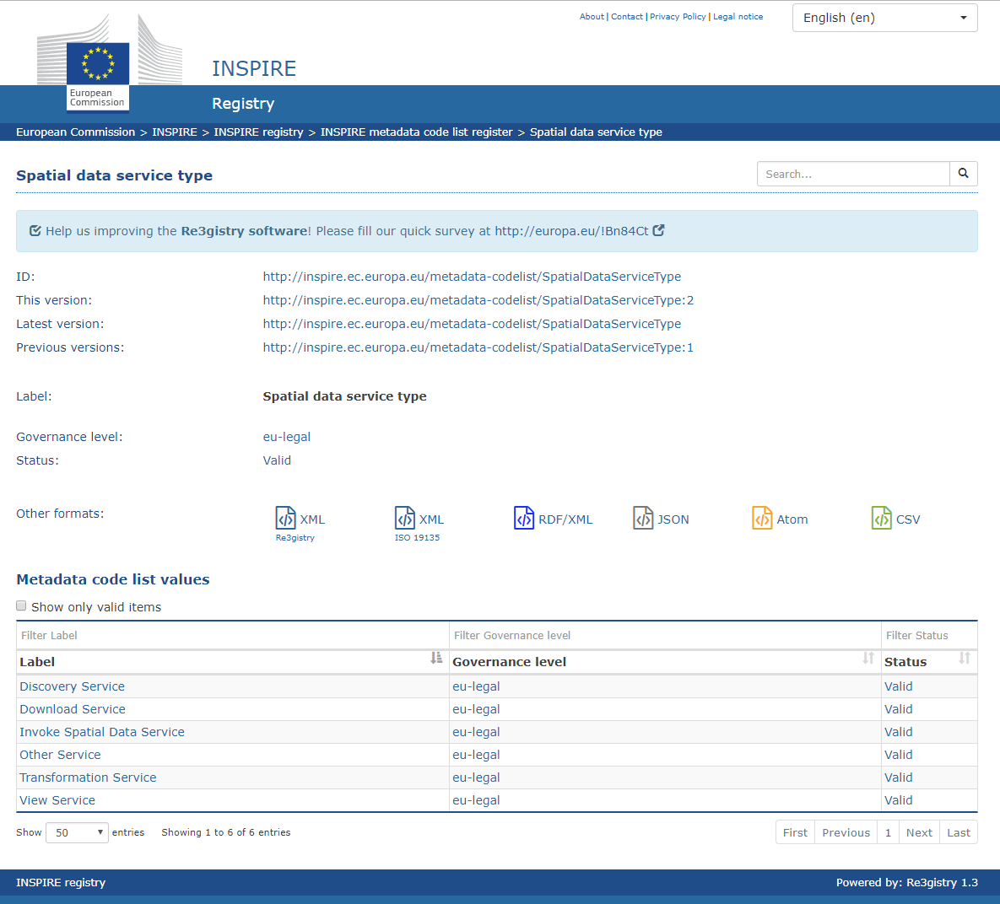 About | Contact | Privacy Policy | Legal notice
English (en)
European
Commission
INSPIRE
Registry
European Commission > INSPIRE > INSPIRE registry > INSPIRE metadata code list register > Spatial data service type
Spatial data service type
Search...
Help us improving the Re3gistry software! Please fill our quick survey at http://europa.eu/!Bn84Ct
ID: http://inspire.ec.europa.eu/metadata-codelist/SpatialDataServiceType
This version: http://inspire.ec.europa.eu/metadata-codelist/SpatialDataServiceType:2
Latest version: http://inspire.ec.europa.eu/metadata-codelist/SpatialDataServiceType
Previous versions: http://inspire.ec.europa.eu/metadata-codelist/SpatialDataServiceType:1
Label: Spatial data service type
Governance level: eu-legal
Status: Valid
Other formats: XML XML RDF/XML JSON Atom CSV
Re3gistry ISO 19135
Metadata code list values
Show only valid items
Filter Label Filter Governance level Filter Status
Label Governance level Status
Discovery Service eu-legal Valid
Download Service eu-legal Valid
Invoke Spatial Data Service eu-legal Valid
Other Service eu-legal Valid
Transformation Service eu-legal Valid
View Service eu-legal Valid
Show 50 entries Showing 1 to 6 of 6 entries First Previous 1 Next Last
INSPIRE registry Powered by: Re3gistry 1.3